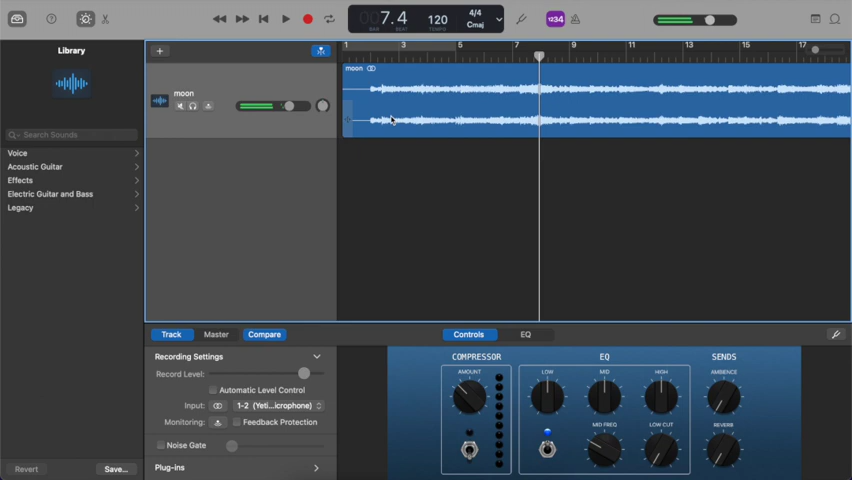 007.4
BAR
BEAT
120
TEMPO
4/4
Cmaj
1234
Library
Search Sounds
Voice
Acoustic Guitar
Effects
Electric Guitar and Bass
Legacy
Revert
Save...
moon
1
3
5
7
9
11
13
15
17
moon
Track
Master
Compare
Controls
EQ
Recording Settings
Record Level:
Automatic Level Control
Input:
1-2 (Yeti...icrophone)
Monitoring:
Feedback Protection
Noise Gate
Plug-ins
COMPRESSOR
AMOUNT
EQ
LOW
MID
HIGH
MID FREQ
LOW CUT
SENDS
AMBIENCE
REVERB